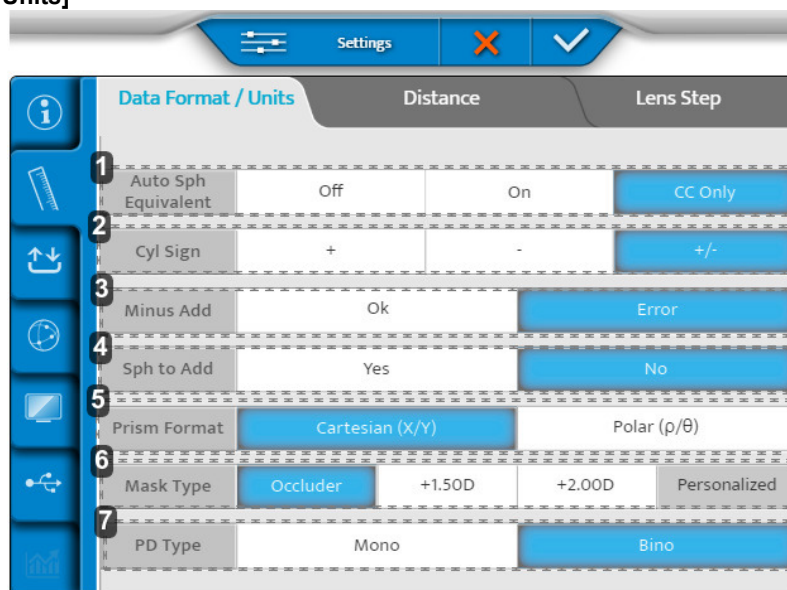 Units]
Settings
Data Format / Units Distance Lens Step
1
Auto Sph Equivalent Off On CC Only
2
Cyl Sign + - +/-
3
Minus Add Ok Error
4
Sph to Add Yes No
5
Prism Format Cartesian (X/Y) Polar (ρ/θ)
6
Mask Type Occluder +1.50D +2.00D Personalized
7
PD Type Mono Bino